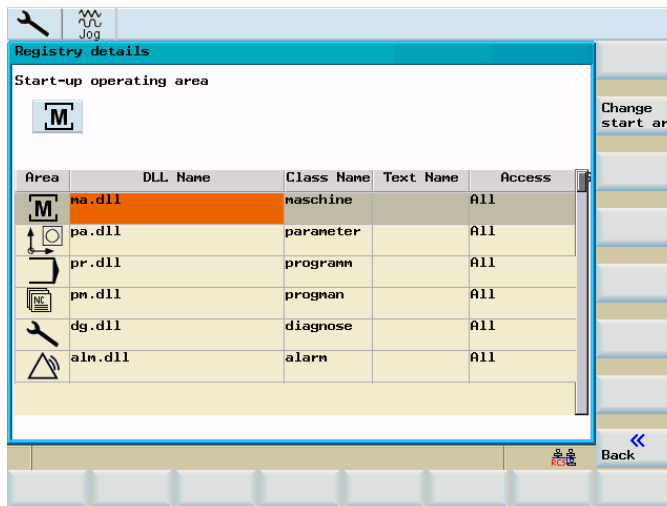 Jog
Registry details
Start-up operating area
M
Change
start ar
Area DLL Name Class Name Text Name Access
M ma.dll maschine All
pa.dll parameter All
pr.dll programm All
NC pm.dll progman All
dg.dll diagnose All
alm.dll alarm All
RCS
Back